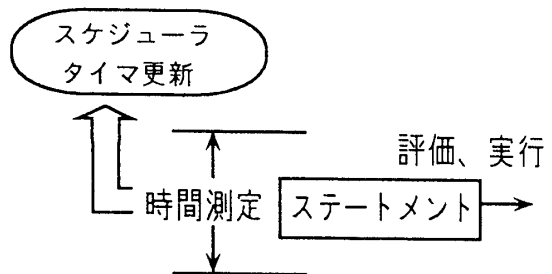 スケジューラ
タイマ更新
評価、実行
時間測定
ステートメント